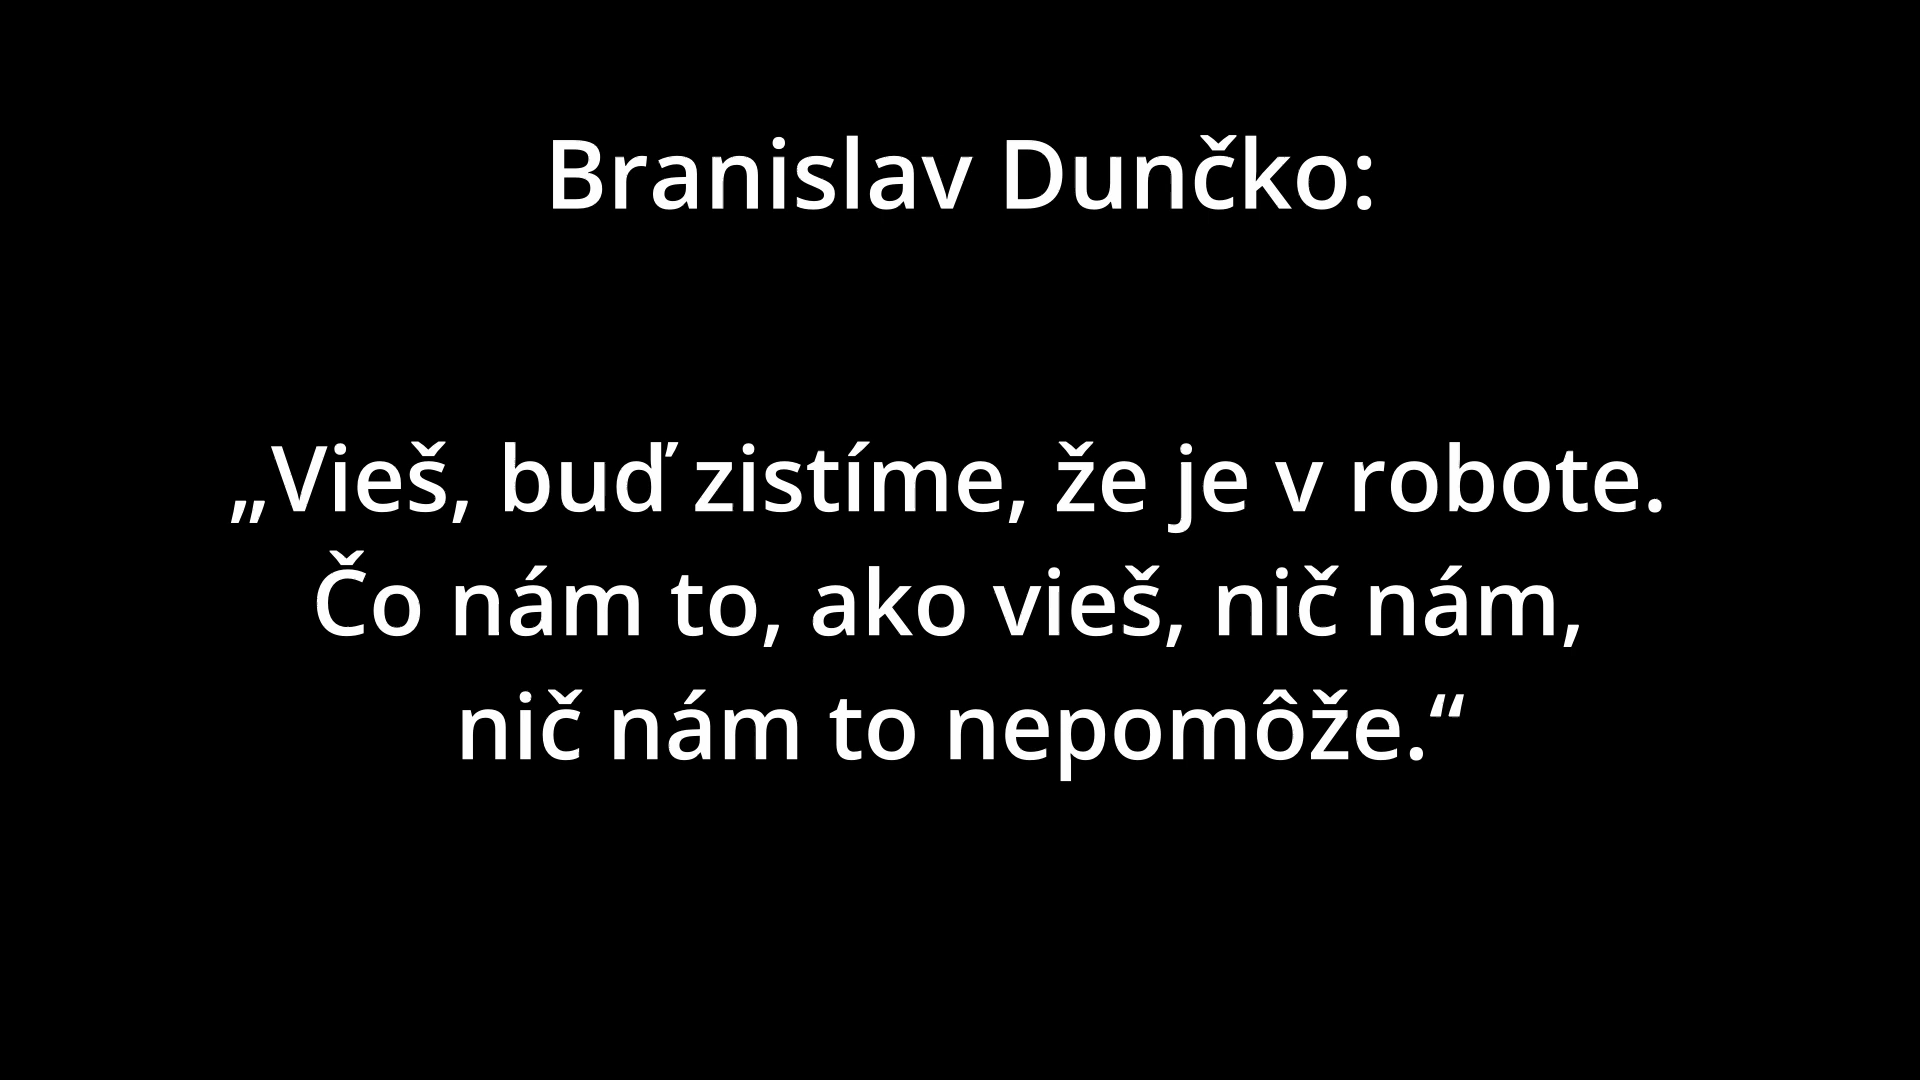 Branislav Dunčko:
„Vieš, buď zistíme, že je v robote.
Čo nám to, ako vieš, nič nám,
nič nám to nepomôže.“